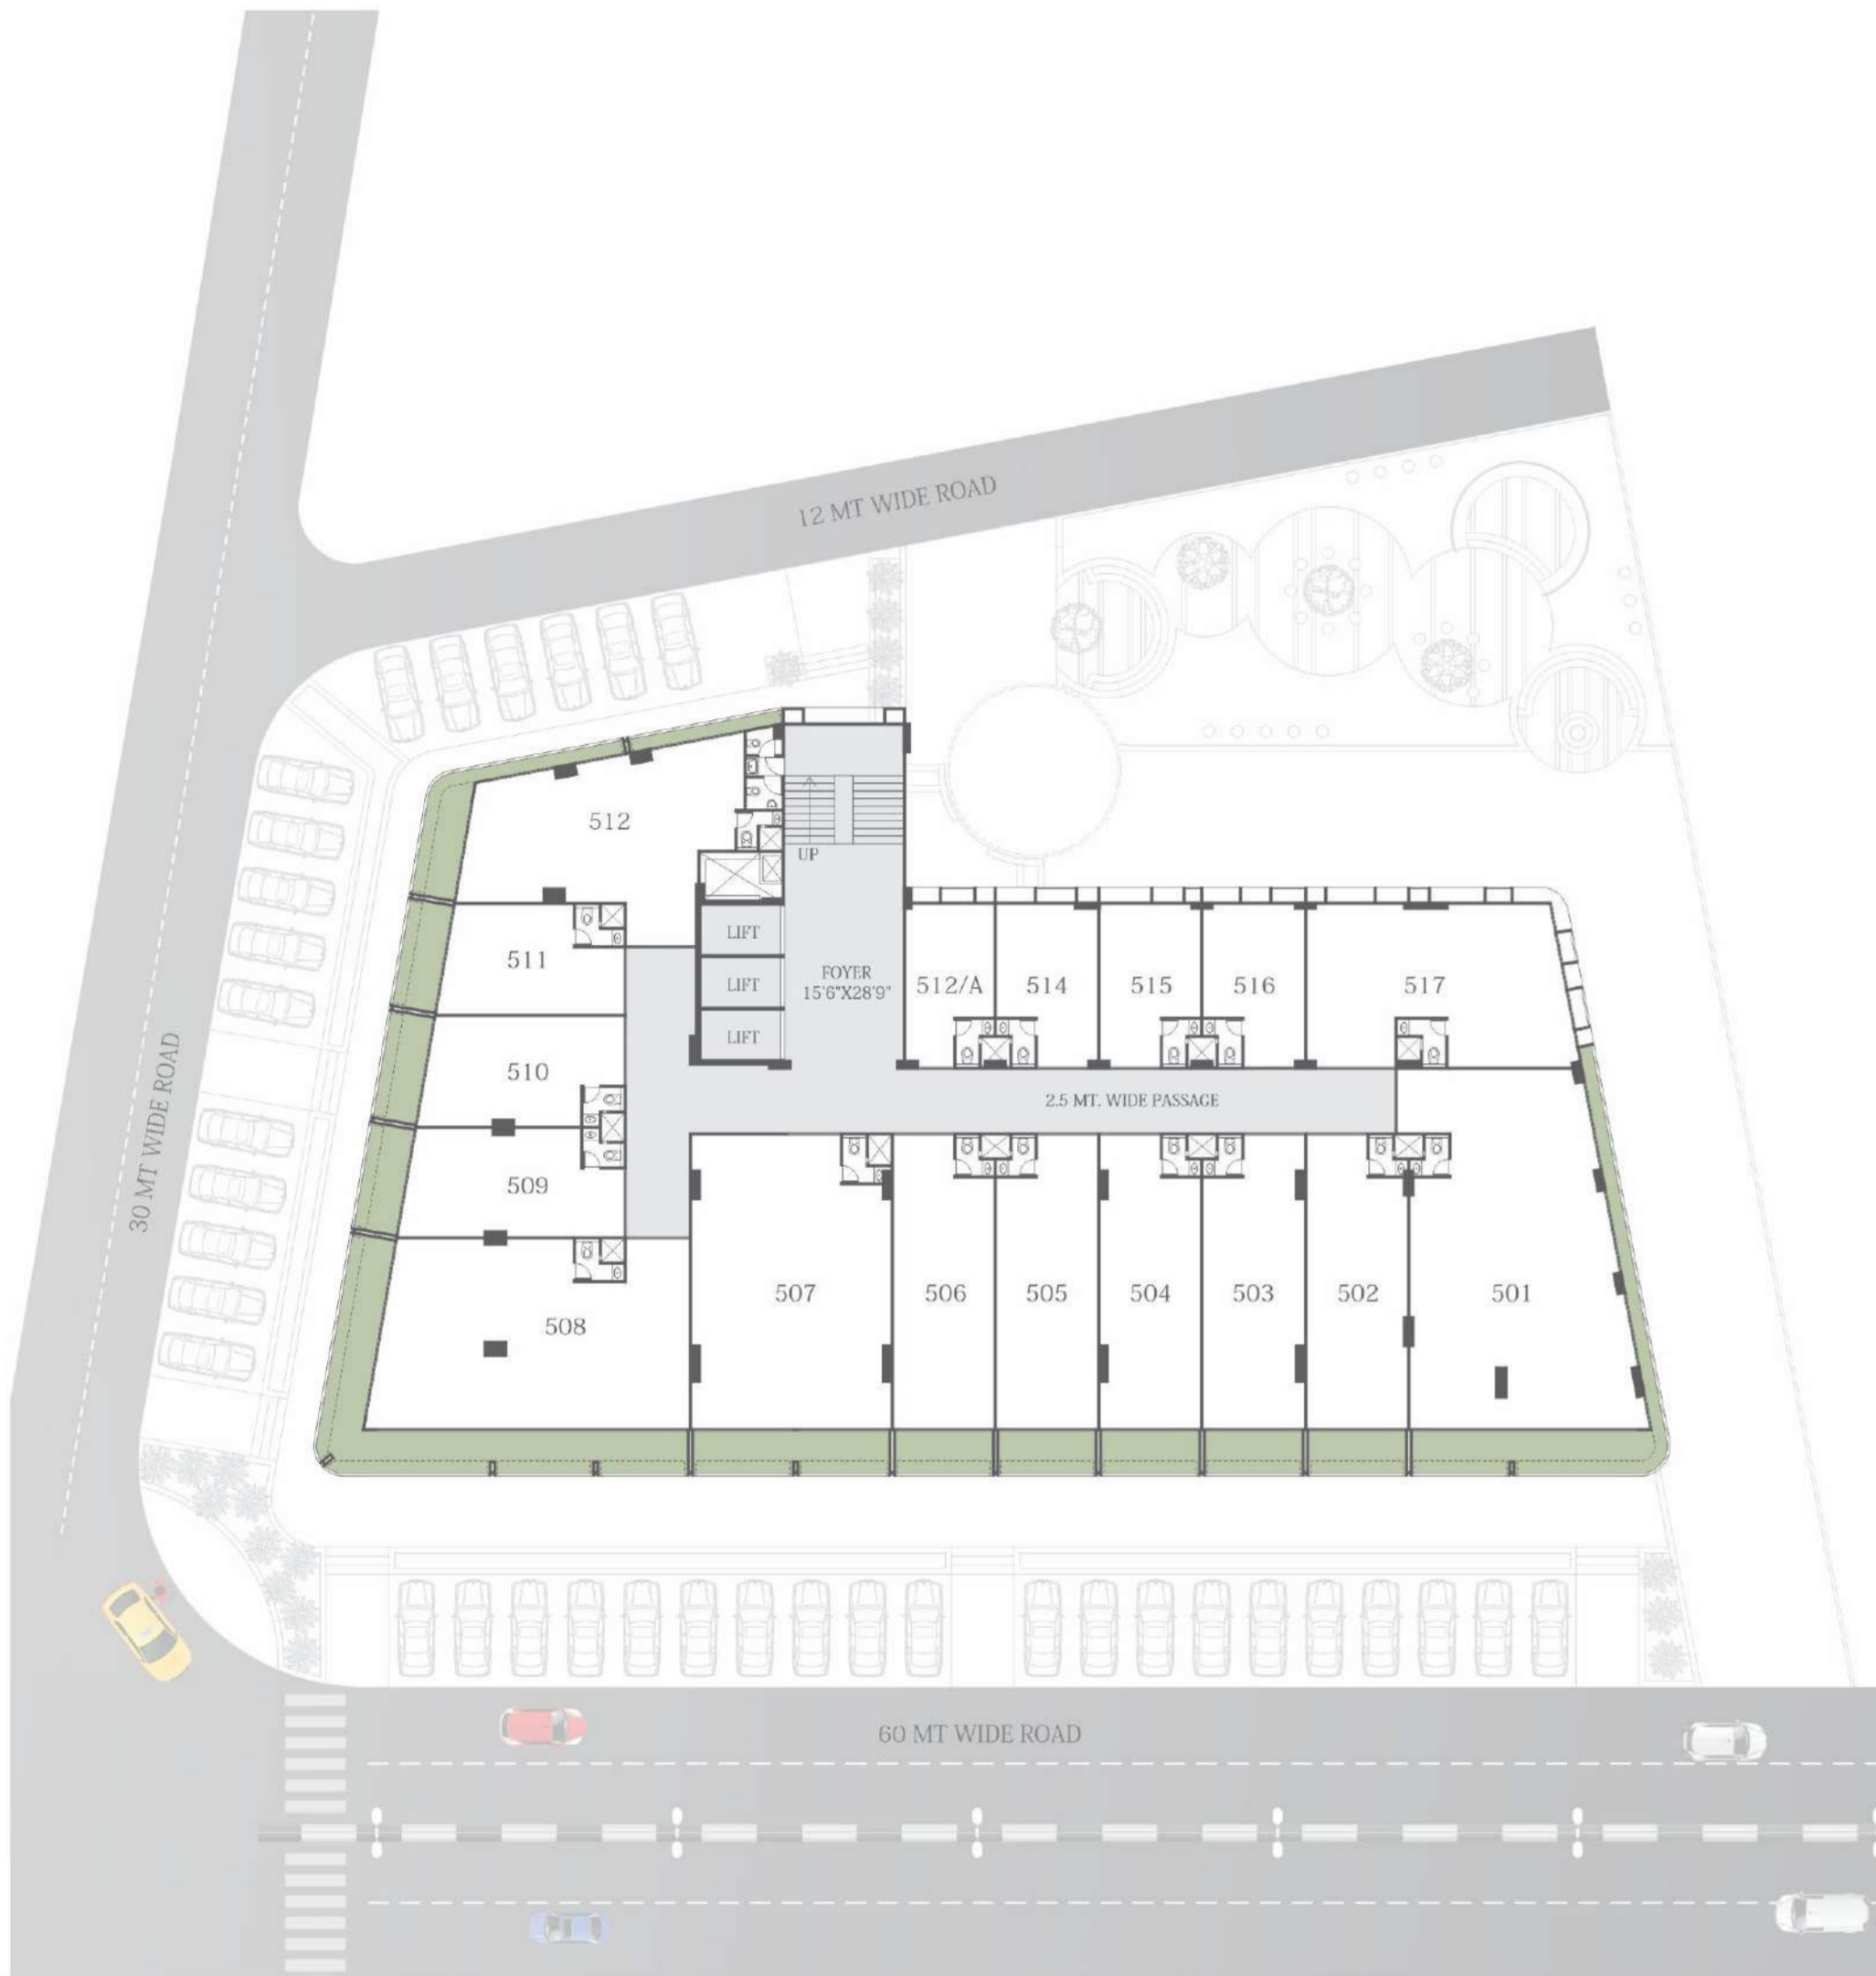 12 MT WIDE ROAD
512
UP
LIFT
511
FOYER
15'6"X28'9"
512/A
514
515
516
517
LIFT
LIFT
30 MT WIDE ROAD
510
2.5 MT. WIDE PASSAGE
509
507
506
505
504
503
502
501
508
60 MT WIDE ROAD